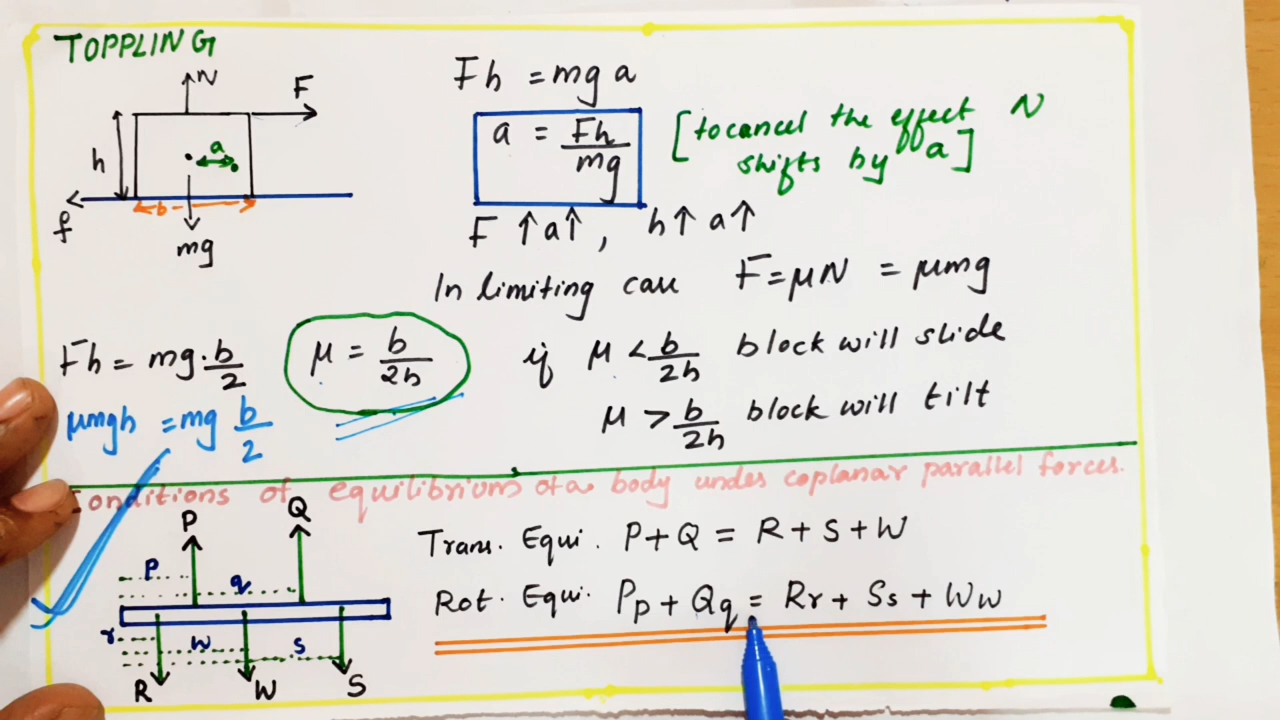 TOPPLING
N
F
a
h
b
f
mg
Fh = mg a
a = Fh/mg
[to cancel the effect N
shifts by a]
F ↑ a↑, h↑ a↑
In limiting case F = μN = μmg
Fh = mg.b/2
μmgh = mg b/2
μ = b/2h
if μ < b/2h block will slide
μ > b/2h block will tilt
Conditions of equilibrium of a body under coplanar parallel forces.
P
Q
p
q
r
w
s
R
W
S
Trans. Equi. P+Q = R+S+W
Rot. Equi. Pp + Qq = Rr + Ss + Ww